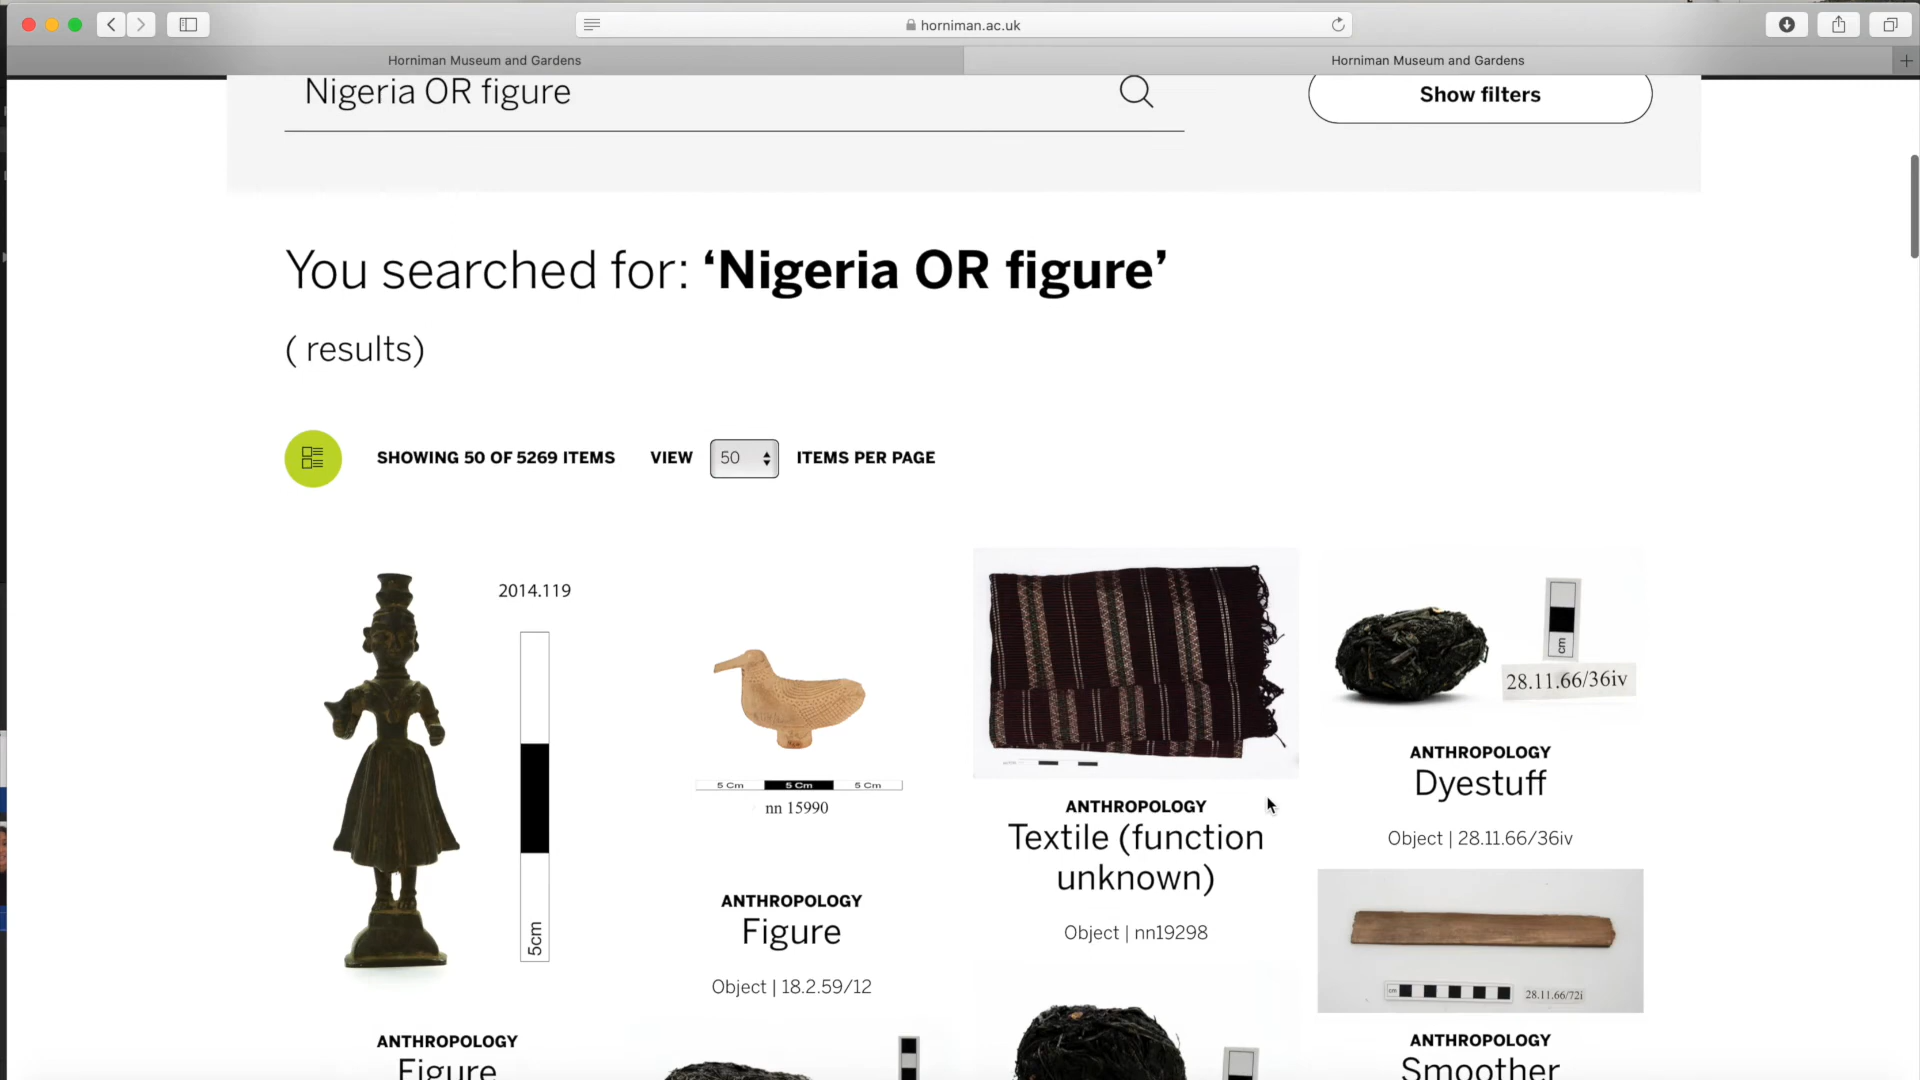 horniman.ac.uk
Horniman Museum and Gardens
Horniman Museum and Gardens
Nigeria OR figure
Show filters
You searched for: ‘Nigeria OR figure’
( results)
SHOWING 50 OF 5269 ITEMS
VIEW
50
ITEMS PER PAGE
2014.119
5cm
ANTHROPOLOGY
Figure
5 Cm
5 Cm
5 Cm
nn 15990
ANTHROPOLOGY
Figure
Object | 18.2.59/12
ANTHROPOLOGY
Textile (function
unknown)
Object | nn19298
cm
28.11.66/36iv
ANTHROPOLOGY
Dyestuff
Object | 28.11.66/36iv
cm
28.11.66/72i
ANTHROPOLOGY
Smoother